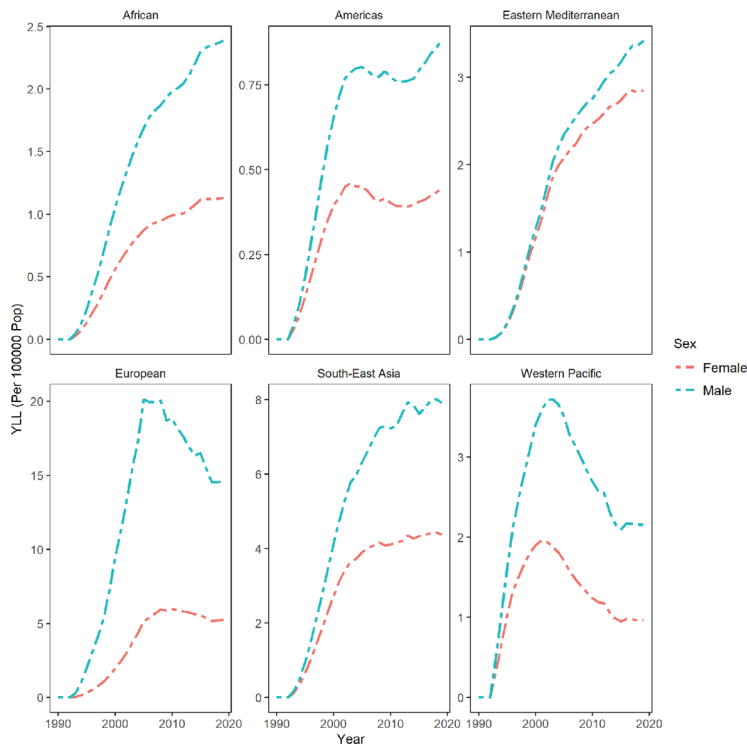 African
Americas
Eastern Mediterranean
2.5
2.0
1.5
1.0
0.5
0.0
0.75
0.50
0.25
0.00
3
2
1
0
YLL (Per 100000 Pop)
European
South-East Asia
Western Pacific
20
15
10
5
0
8
6
4
2
0
3
2
1
0
1990 2000 2010 2020
1990 2000 2010 2020
1990 2000 2010 2020
Year
Sex
Female
Male